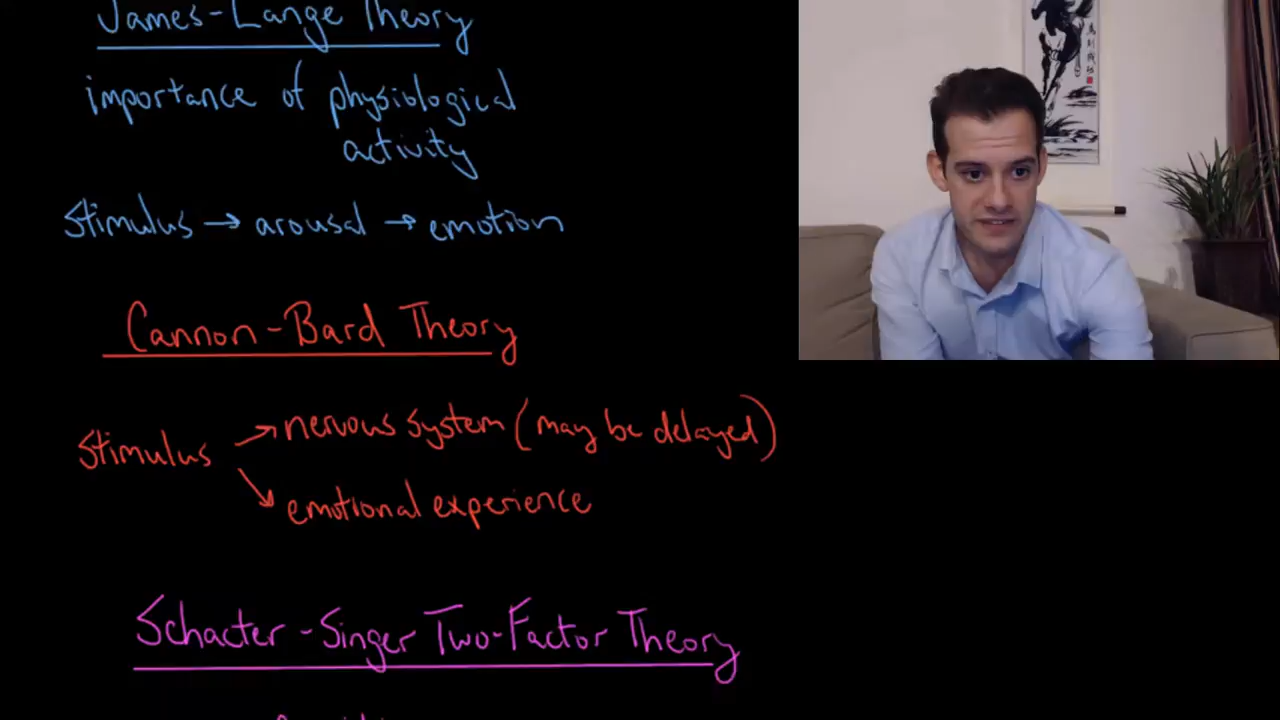 James-Lange Theory
importance of physiological
activity
Stimulus → arousal → emotion
Cannon-Bard Theory
Stimulus → nervous system (may be delayed)
↘ emotional experience
Schacter-Singer Two-Factor Theory